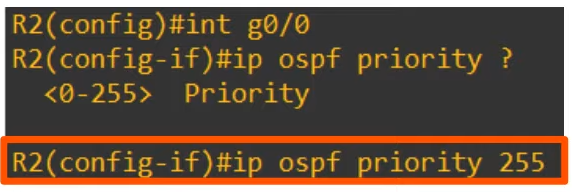 R2(config)#int g0/0
R2(config-if)#ip ospf priority ?
  <0-255>  Priority
R2(config-if)#ip ospf priority 255